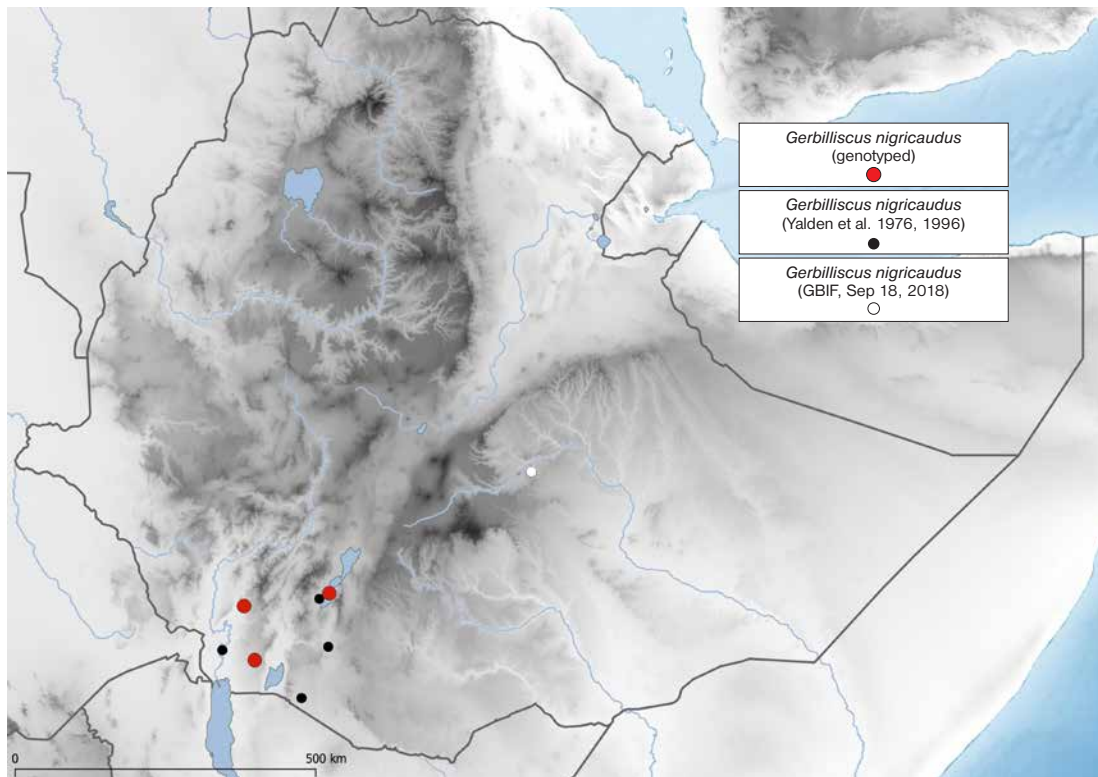 Gerbilliscus nigricaudus
(genotyped)
Gerbilliscus nigricaudus
(Yalden et al. 1976, 1996)
Gerbilliscus nigricaudus
(GBIF, Sep 18, 2018)
0 500 km